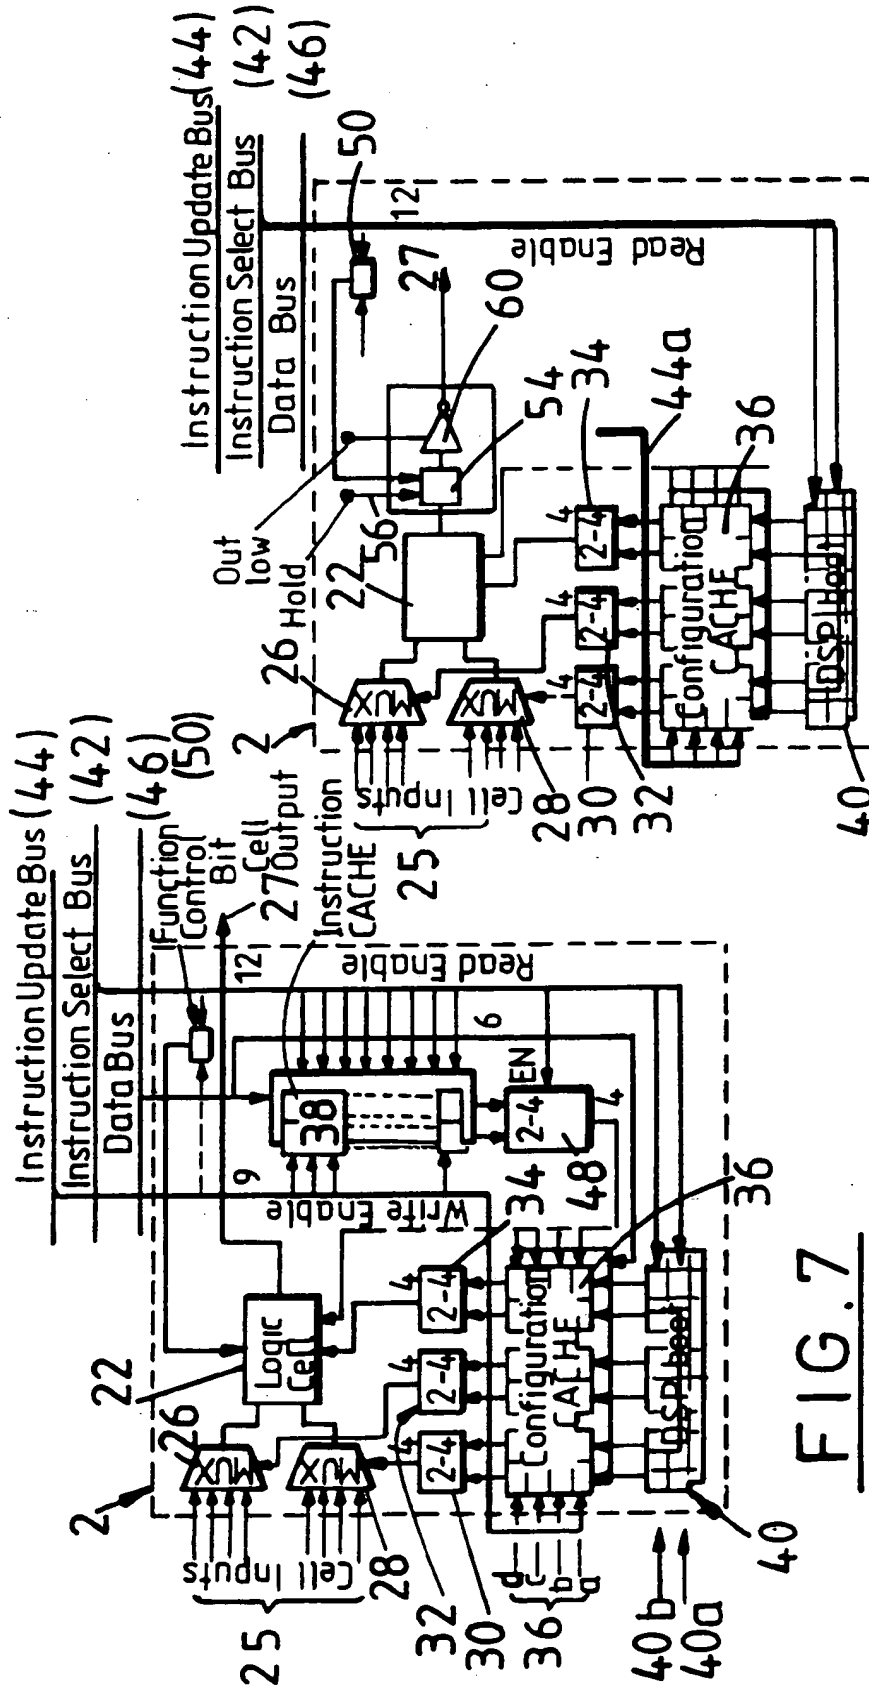 Instruction Update Bus (44)
Instruction Select Bus (42)
Data Bus (46)
Function Control Bit (50)
27 Cell Output
Instruction CACHE
12
Read Enable
6
9
Write Enable
38
EN
2-4
4
48
22
Logic Cell
2
26
MUX
MUX
28
Cell Inputs
25
34
4
2-4
4
2-4
4
2-4
32
30
Configuration CACHE
36
36
d
c
b
a
DSP boot
40
40b
40a
FIG. 7
Instruction Update Bus (44)
Instruction Select Bus (42)
Data Bus (46)
50
12
27
Read Enable
60
54
Out low
56
Hold
22
26
2
MUX
MUX
Cell Inputs
25
28
30
32
34
4
2-4
4
2-4
4
2-4
44a
Configuration CACHE
36
DSP boot
40